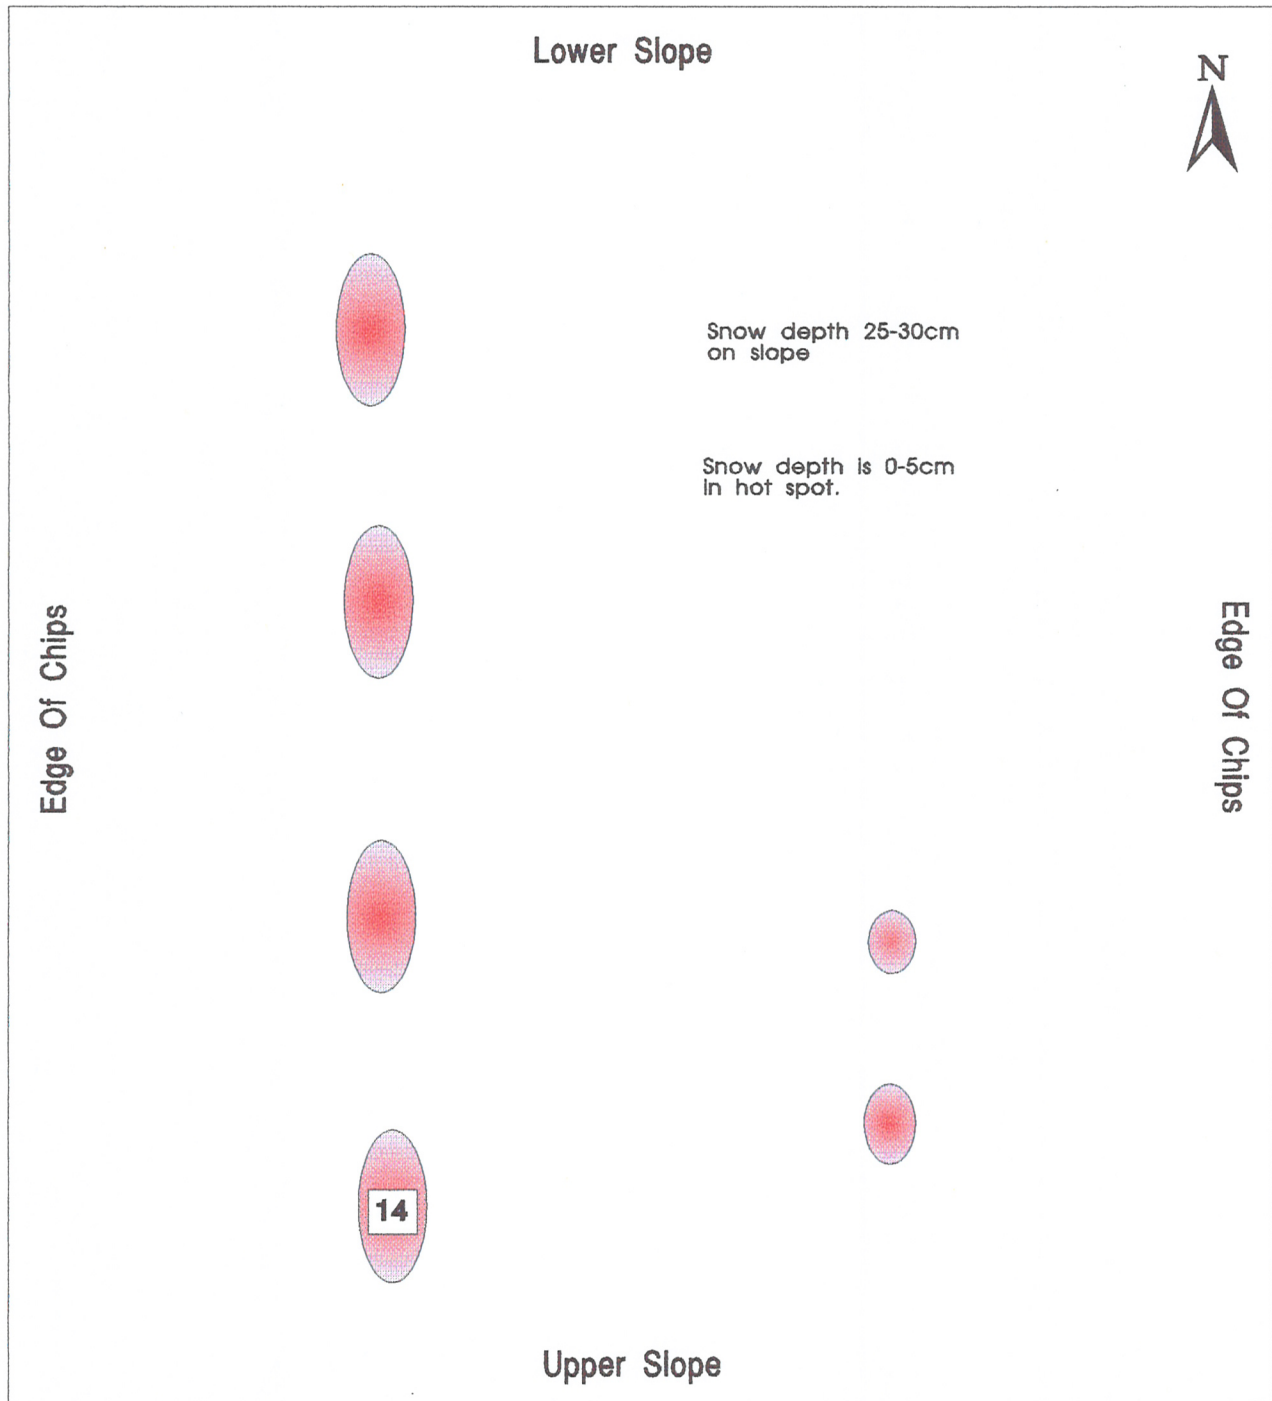 Lower Slope
N
Snow depth 25-30cm
on slope
Snow depth is 0-5cm
in hot spot.
Edge Of Chips
Edge Of Chips
14
Upper Slope